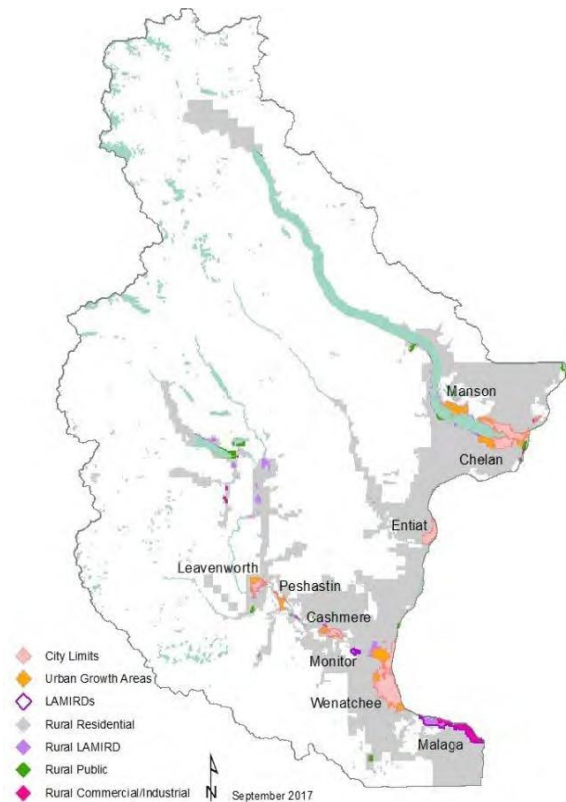 Manson
Chelan
Entiat
Leavenworth
Peshastin
Cashmere
Monitor
Wenatchee
Malaga
City Limits
Urban Growth Areas
LAMIRDs
Rural Residential
Rural LAMIRD
Rural Public
Rural Commercial/Industrial
N
September 2017